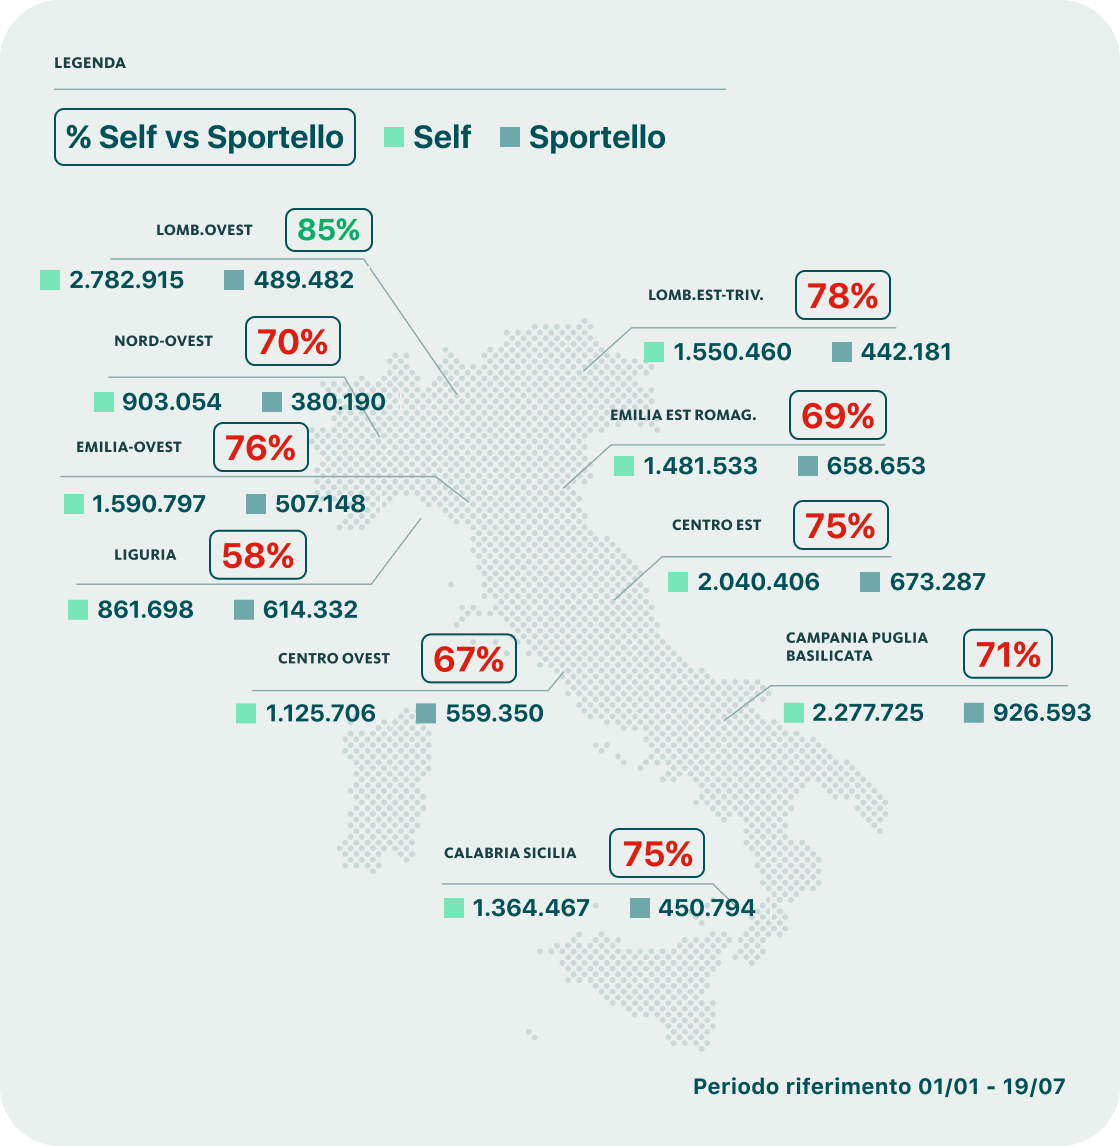 LEGENDA
% Self vs Sportello Self Sportello
LOMB.OVEST 85%
2.782.915 489.482
LOMB.EST-TRIV. 78%
1.550.460 442.181
NORD-OVEST 70%
903.054 380.190
EMILIA EST ROMAG. 69%
1.481.533 658.653
EMILIA-OVEST 76%
1.590.797 507.148
CENTRO EST 75%
2.040.406 673.287
LIGURIA 58%
861.698 614.332
CENTRO OVEST 67%
1.125.706 559.350
CAMPANIA PUGLIA
BASILICATA 71%
2.277.725 926.593
CALABRIA SICILIA 75%
1.364.467 450.794
Periodo riferimento 01/01 - 19/07